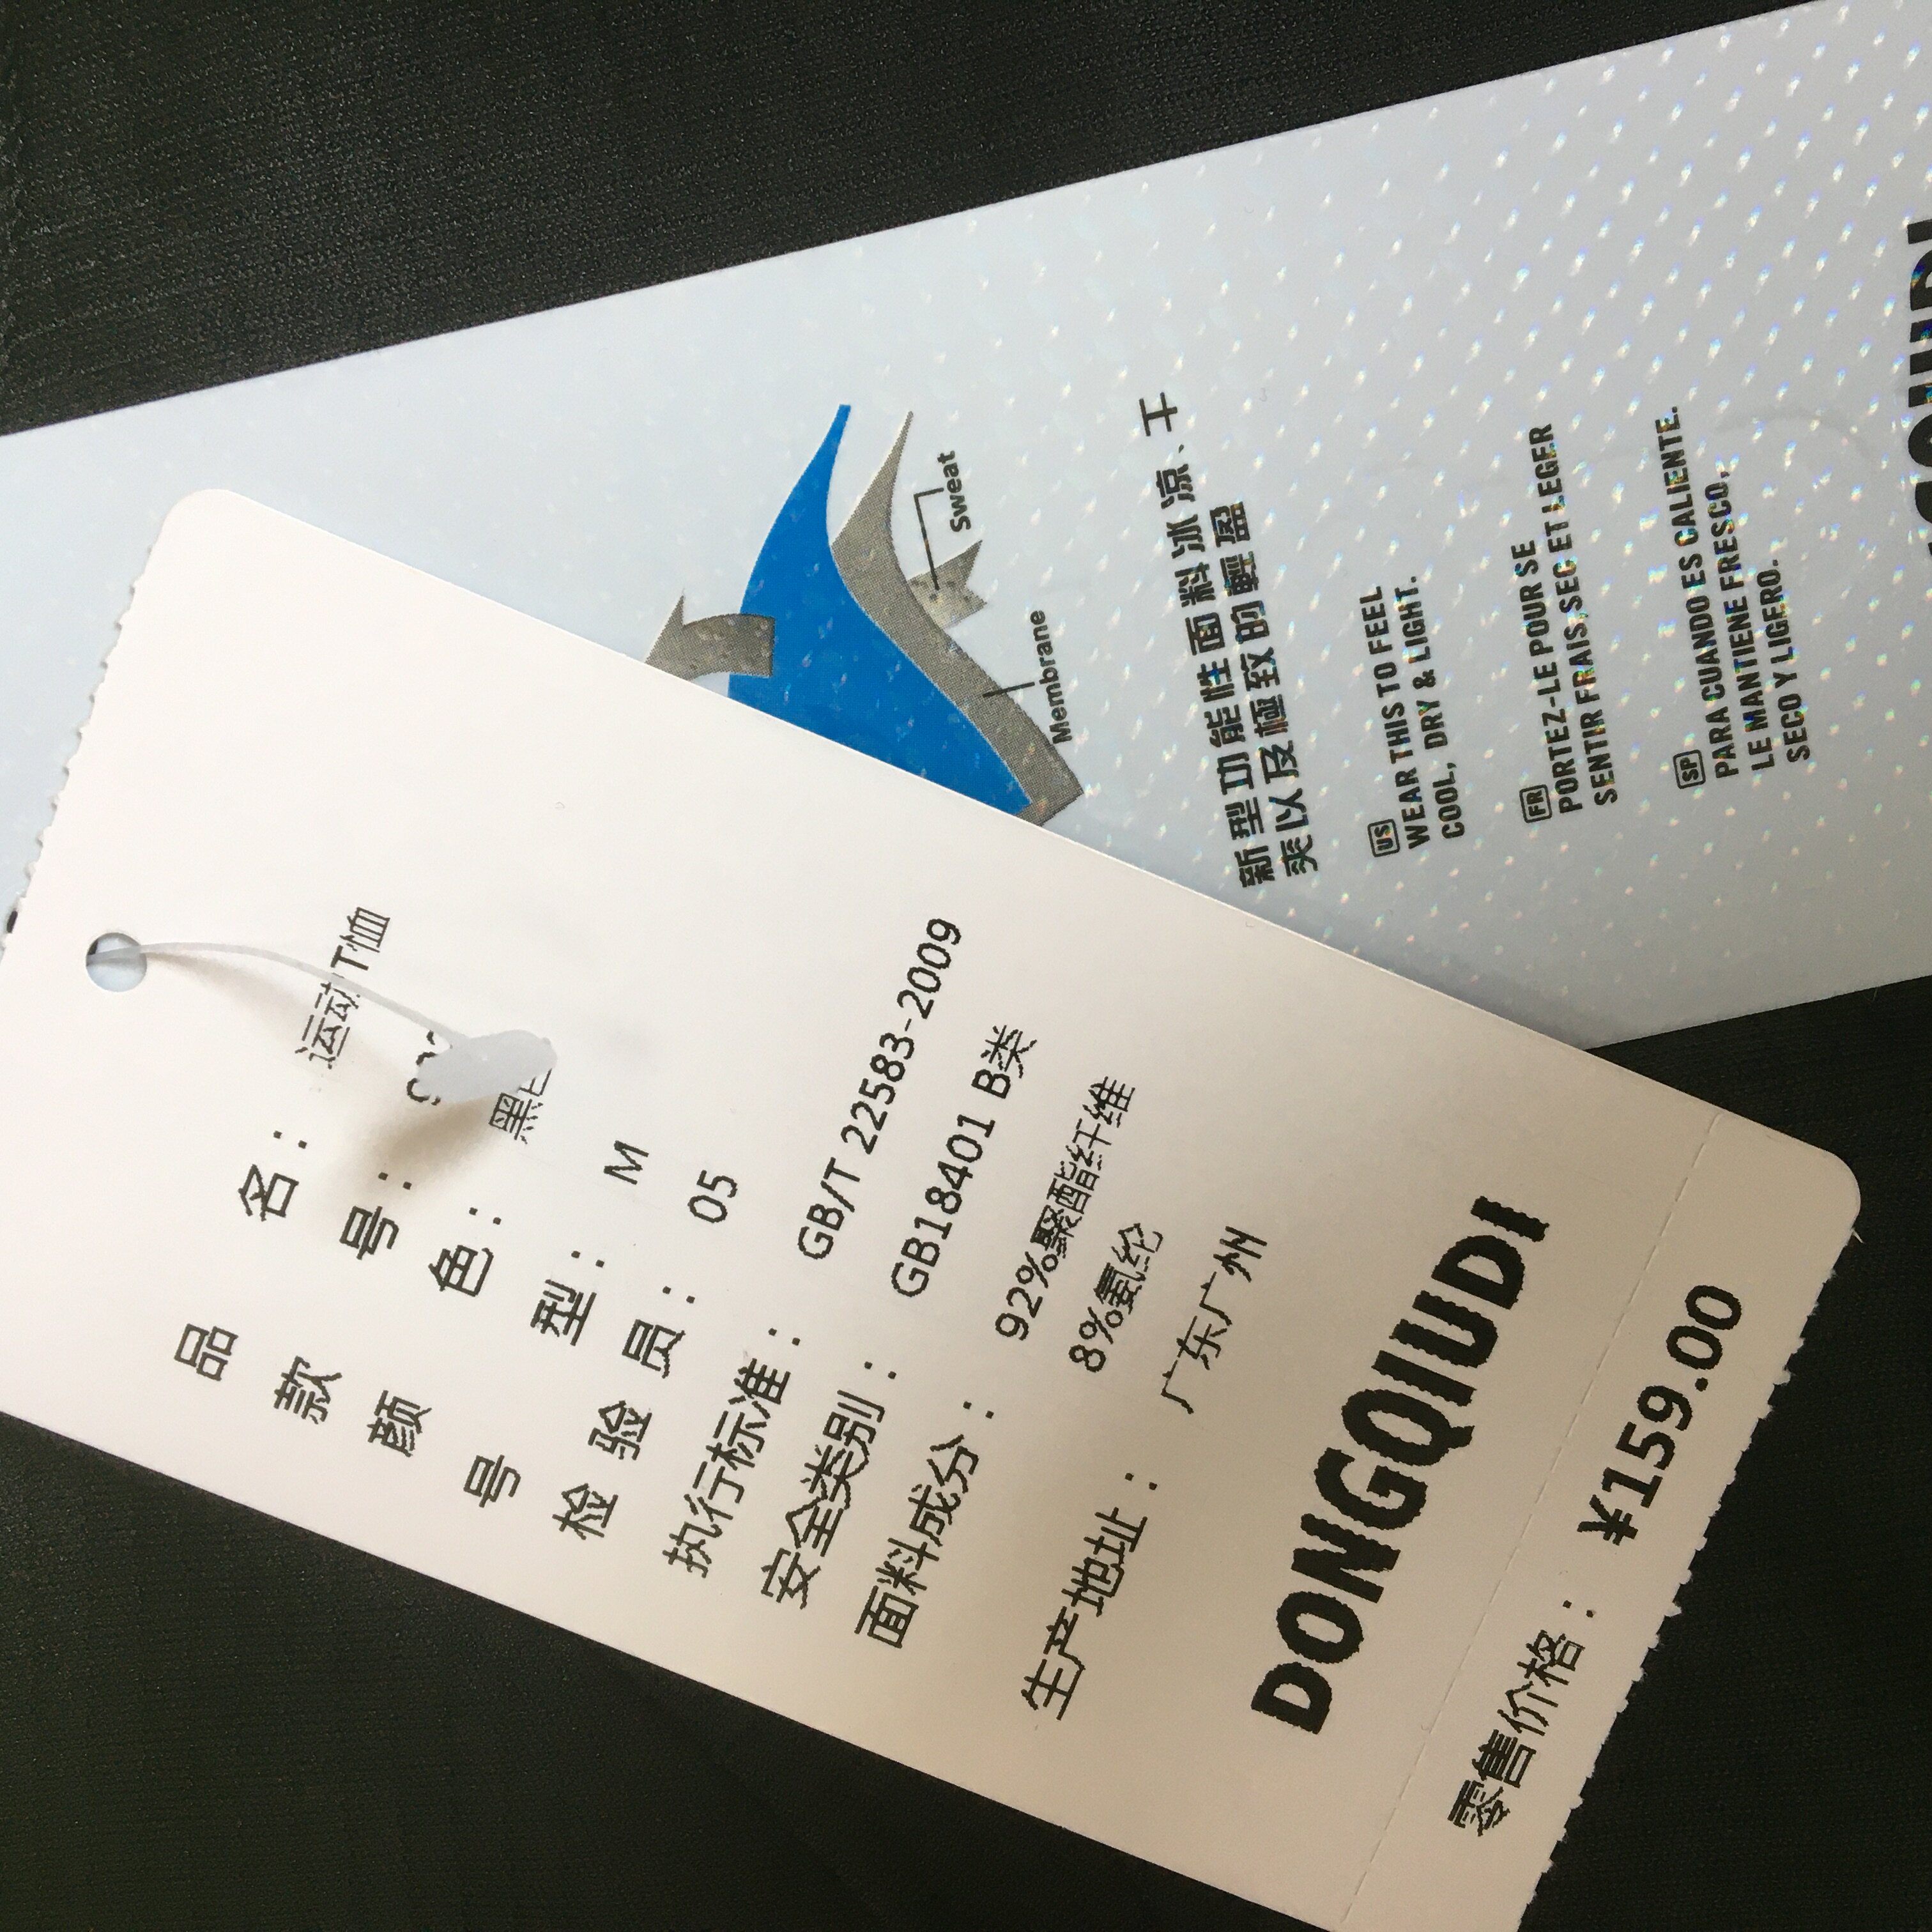 品 名： 运动T恤
款 号：
颜 色： 黑色
号 型： M
检 验 员： 05
执行标准： GB/T 22583-2009
安全类别： GB18401 B类
面料成分： 92%聚酯纤维
8%氨纶
生产地址： 广东广州
DONGQIUDI
零售价格： ¥159.00
Sweat
Membrane
新型功能性面料冰凉、干
爽以及極致的輕盈
US
WEAR THIS TO FEEL
COOL, DRY & LIGHT.
FR
PORTEZ-LE POUR SE
SENTIR FRAIS, SEC ET LEGER
SP
PARA CUANDO ES CALIENTE.
LE MANTIENE FRESCO,
SECO Y LIGERO.